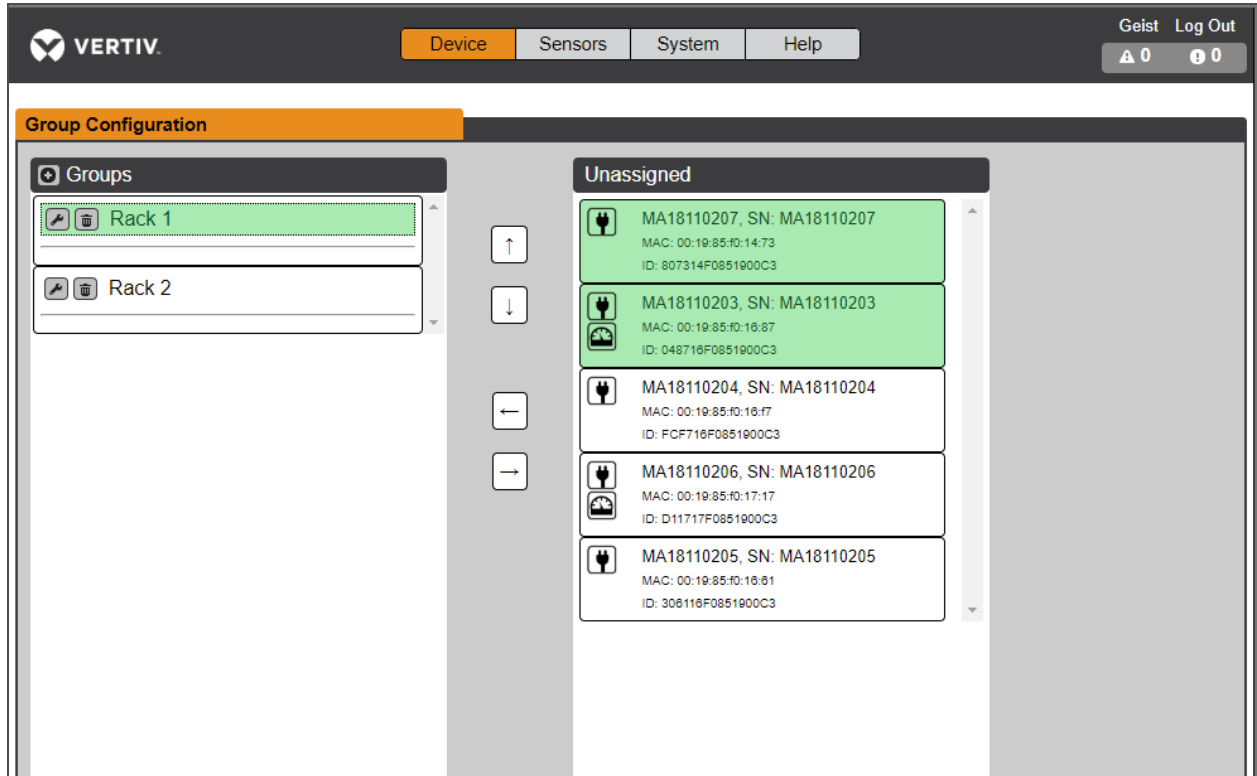 VERTIV.
Device Sensors System Help
Geist Log Out
0 0
Group Configuration
Groups
Rack 1
Rack 2
↑
↓
←
→
Unassigned
MA18110207, SN: MA18110207
MAC: 00:19:85:f0:14:73
ID: 807314F0851900C3
MA18110203, SN: MA18110203
MAC: 00:19:85:f0:16:87
ID: 048716F0851900C3
MA18110204, SN: MA18110204
MAC: 00:19:85:f0:16:f7
ID: FCF716F0851900C3
MA18110206, SN: MA18110206
MAC: 00:19:85:f0:17:17
ID: D11717F0851900C3
MA18110205, SN: MA18110205
MAC: 00:19:85:f0:16:61
ID: 306116F0851900C3